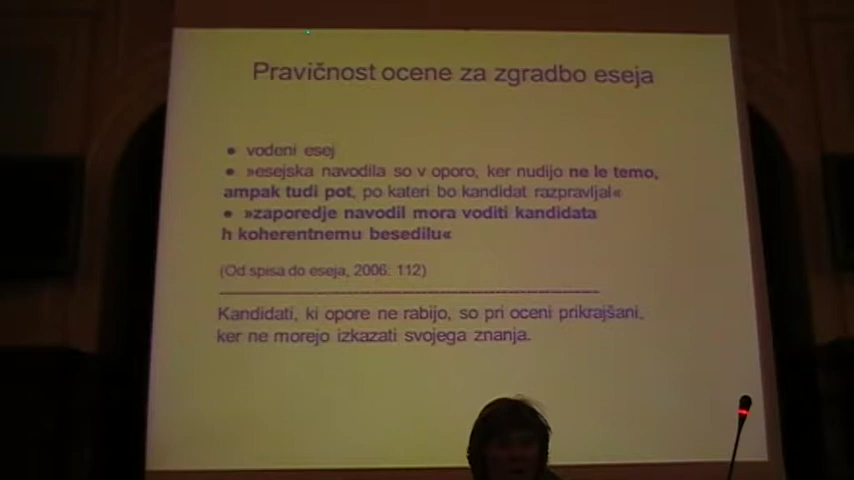 Pravičnost ocene za zgradbo eseja
● vodeni esej
● »esejska navodila so v oporo, ker nudijo ne le temo,
ampak tudi pot, po kateri bo kandidat razpravljal«
● »zaporedje navodil mora voditi kandidata
h koherentnemu besedilu«
(Od spisa do eseja, 2006: 112)
Kandidati, ki opore ne rabijo, so pri oceni prikrajšani,
ker ne morejo izkazati svojega znanja.